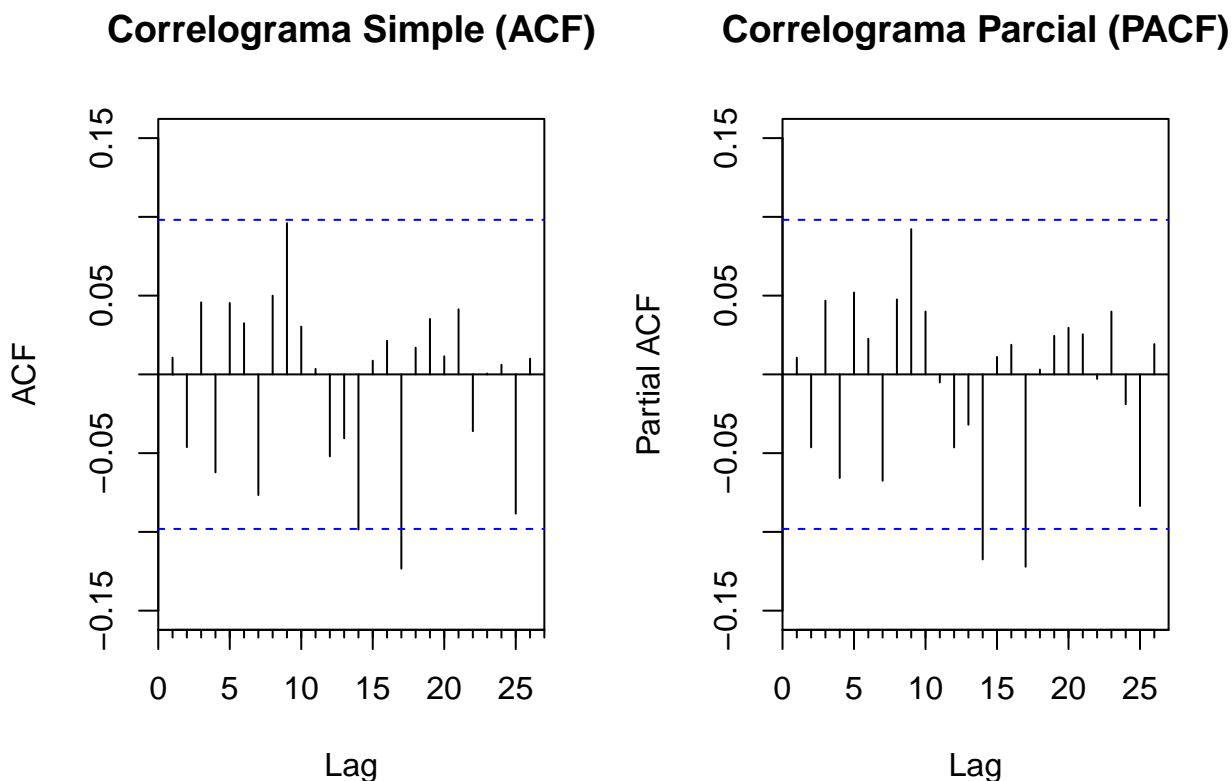 Correlograma Simple (ACF)
ACF
0.15
0.05
−0.05
−0.15
0 5 10 15 20 25
Lag
Correlograma Parcial (PACF)
Partial ACF
0.15
0.05
−0.05
−0.15
0 5 10 15 20 25
Lag